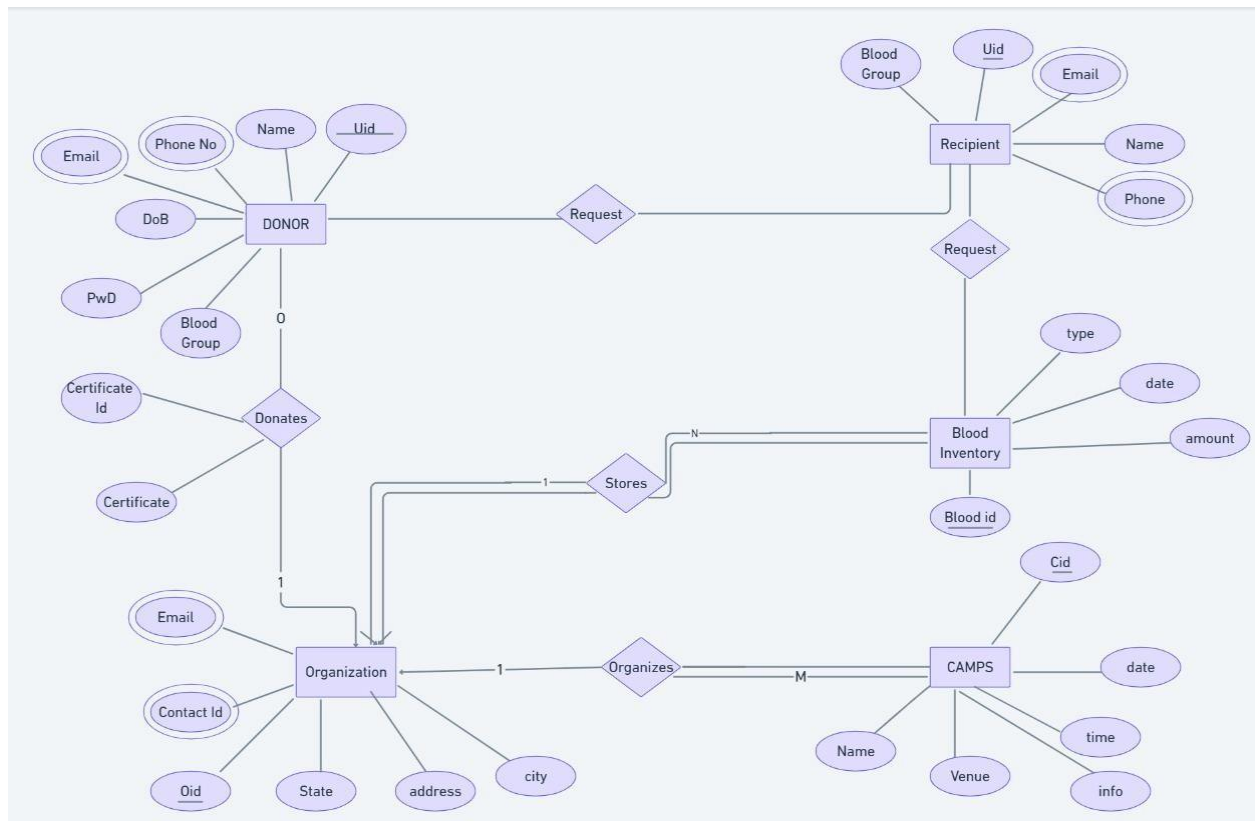 Blood
Group
Uid
Email
Recipient
Name
Phone
Email
Phone No
Name
Uid
DoB
DONOR
PwD
Blood
Group
Request
Request
O
Certificate
Id
Donates
Certificate
1
type
date
amount
Blood
Inventory
Blood id
N
Stores
1
Cid
Email
Organization
Contact Id
Oid
State
address
city
1
Organizes
M
CAMPS
date
time
info
Venue
Name